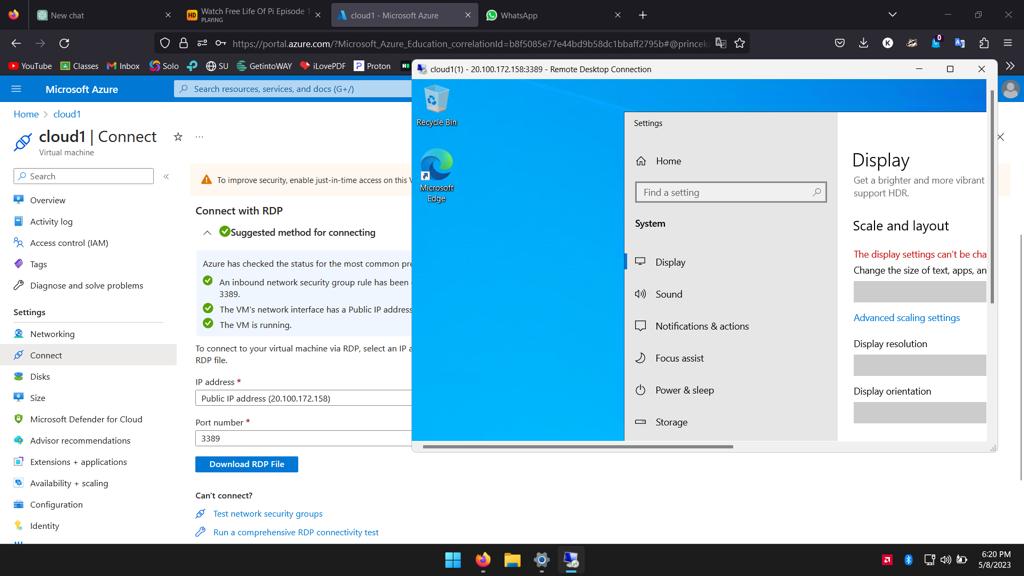 New chat
Watch Free Life Of Pi Episode 1
PLAYING
cloud1 - Microsoft Azure
WhatsApp
https://portal.azure.com/?Microsoft_Azure_Education_correlationId=b8f5085e77e44bd9b58dc1bbaff2795b#@princek
YouTube
Classes
Inbox
Solo
SU
GetintoWAY
iLovePDF
Proton
Microsoft Azure
Search resources, services, and docs (G+/)
Home > cloud1
cloud1 | Connect
Virtual machine
Search
Overview
Activity log
Access control (IAM)
Tags
Diagnose and solve problems
Settings
Networking
Connect
Disks
Size
Microsoft Defender for Cloud
Advisor recommendations
Extensions + applications
Availability + scaling
Configuration
Identity
To improve security, enable just-in-time access on this V
Connect with RDP
Suggested method for connecting
Azure has checked the status for the most common pre
An inbound network security group rule has been
3389.
The VM's network interface has a Public IP address
The VM is running.
To connect to your virtual machine via RDP, select an IP a
RDP file.
IP address *
Public IP address (20.100.172.158)
Port number *
3389
Download RDP File
Can't connect?
Test network security groups
Run a comprehensive RDP connectivity test
cloud1(1) - 20.100.172.158:3389 - Remote Desktop Connection
Recycle Bin
Microsoft
Edge
Settings
Home
Find a setting
System
Display
Sound
Notifications & actions
Focus assist
Power & sleep
Storage
Display
Get a brighter and more vibrant
support HDR.
Scale and layout
The display settings can't be cha
Change the size of text, apps, an
Advanced scaling settings
Display resolution
Display orientation
6:20 PM
5/8/2023